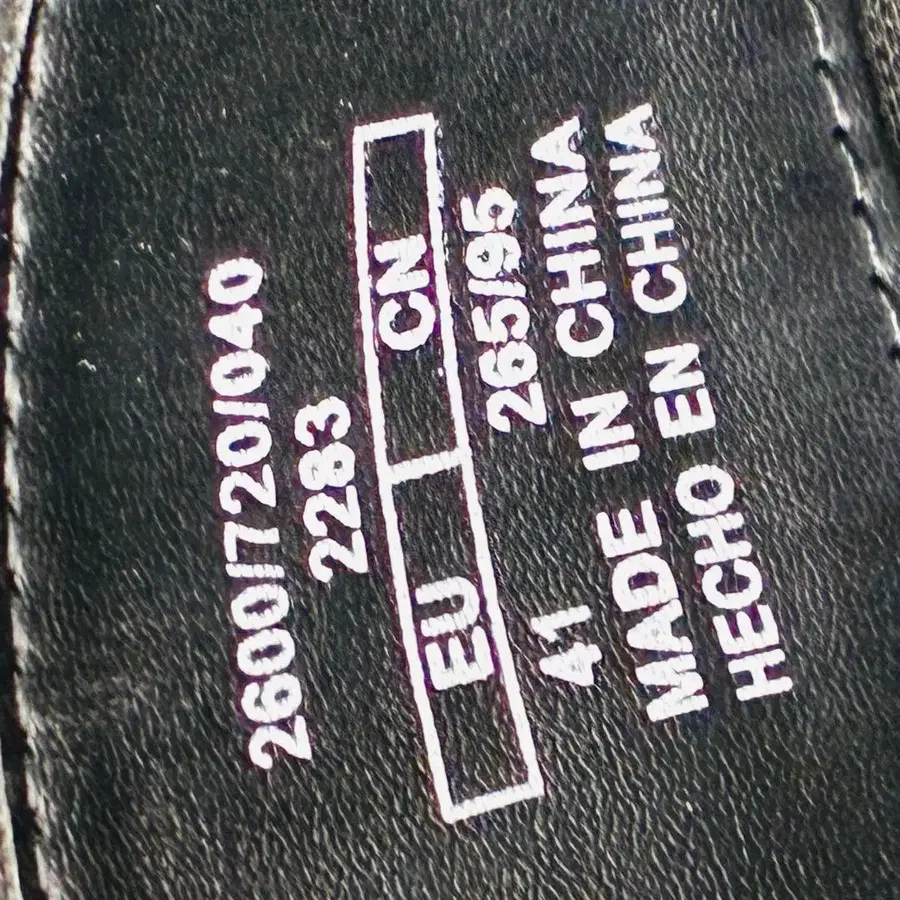 2600/720/040
2283
EU CN
41 265/95
MADE IN CHINA
HECHO EN CHINA